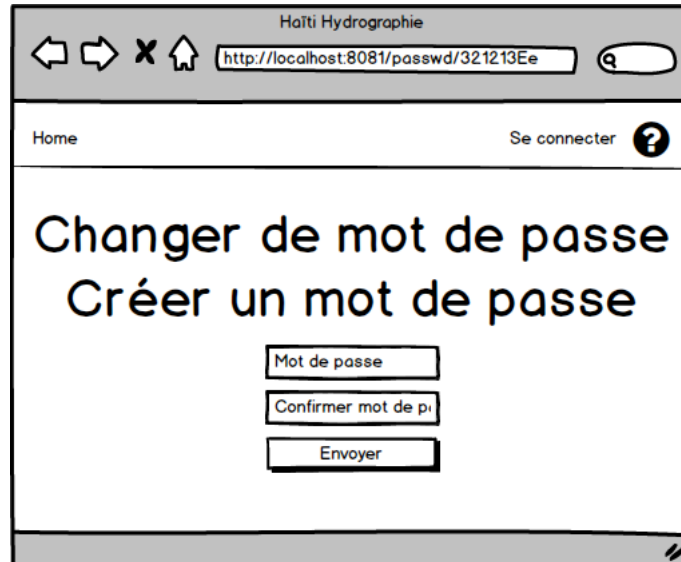 Haïti Hydrographie
http://localhost:8081/passwd/321213Ee
Home
Se connecter
?
Changer de mot de passe
Créer un mot de passe
Mot de passe
Confirmer mot de
Envoyer